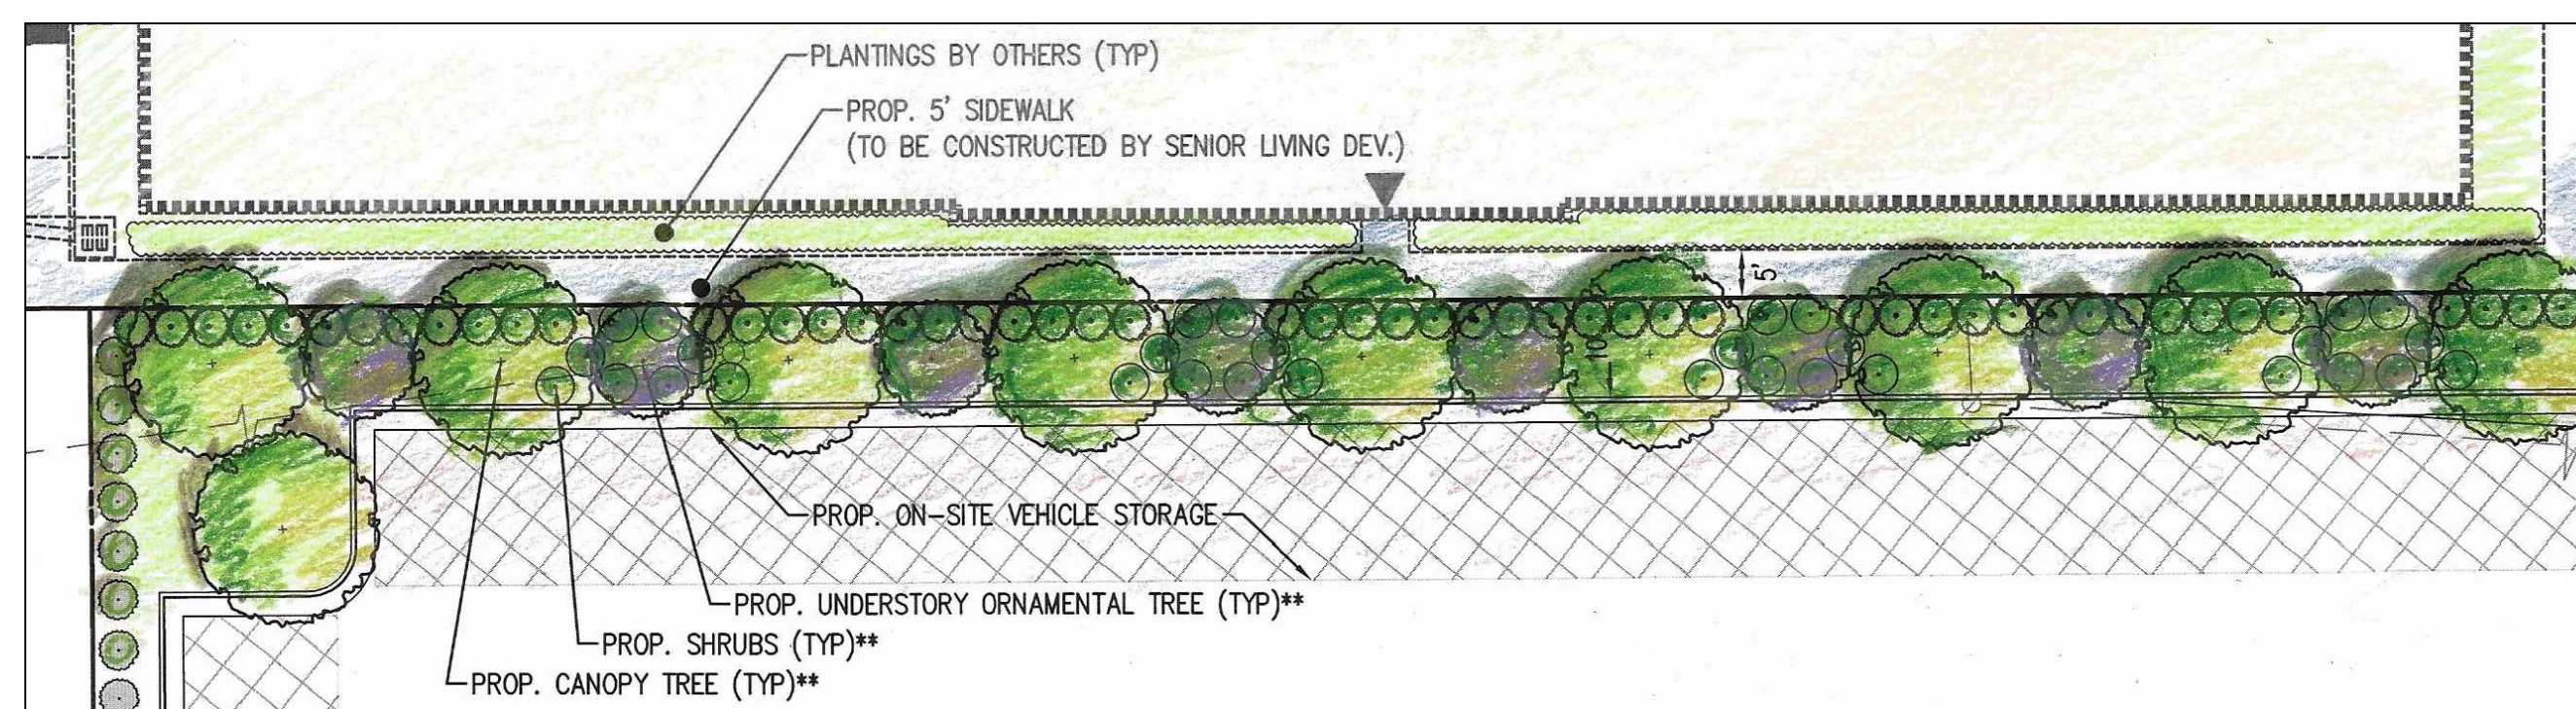 PLANTINGS BY OTHERS (TYP)
PROP. 5' SIDEWALK
(TO BE CONSTRUCTED BY SENIOR LIVING DEV.)
5'
10'
PROP. ON-SITE VEHICLE STORAGE
PROP. UNDERSTORY ORNAMENTAL TREE (TYP)**
PROP. SHRUBS (TYP)**
PROP. CANOPY TREE (TYP)**